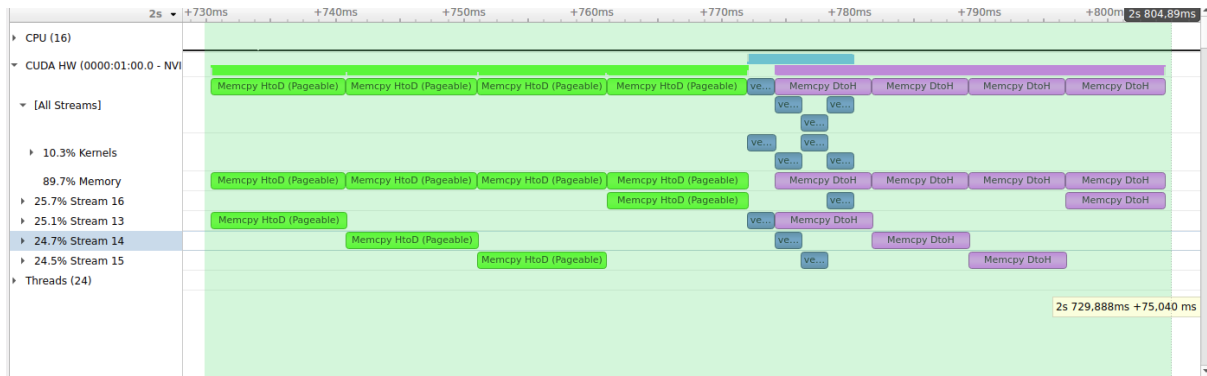 2s +730ms +740ms +750ms +760ms +770ms +780ms +790ms +800m 2s 804,89ms
CPU (16)
CUDA HW (0000:01:00.0 - NVI
Memcpy HtoD (Pageable) Memcpy HtoD (Pageable) Memcpy HtoD (Pageable) Memcpy HtoD (Pageable) ve... Memcpy DtoH Memcpy DtoH Memcpy DtoH Memcpy DtoH
[All Streams] ve... ve...
ve...
ve... ve...
10.3% Kernels ve... ve...
89.7% Memory Memcpy HtoD (Pageable) Memcpy HtoD (Pageable) Memcpy HtoD (Pageable) Memcpy HtoD (Pageable) Memcpy DtoH Memcpy DtoH Memcpy DtoH Memcpy DtoH
25.7% Stream 16 Memcpy HtoD (Pageable) ve... Memcpy DtoH
25.1% Stream 13 Memcpy HtoD (Pageable) ve... Memcpy DtoH
24.7% Stream 14 Memcpy HtoD (Pageable) ve... Memcpy DtoH
24.5% Stream 15 Memcpy HtoD (Pageable) ve... Memcpy DtoH
Threads (24)
2s 729,888ms +75,040 ms